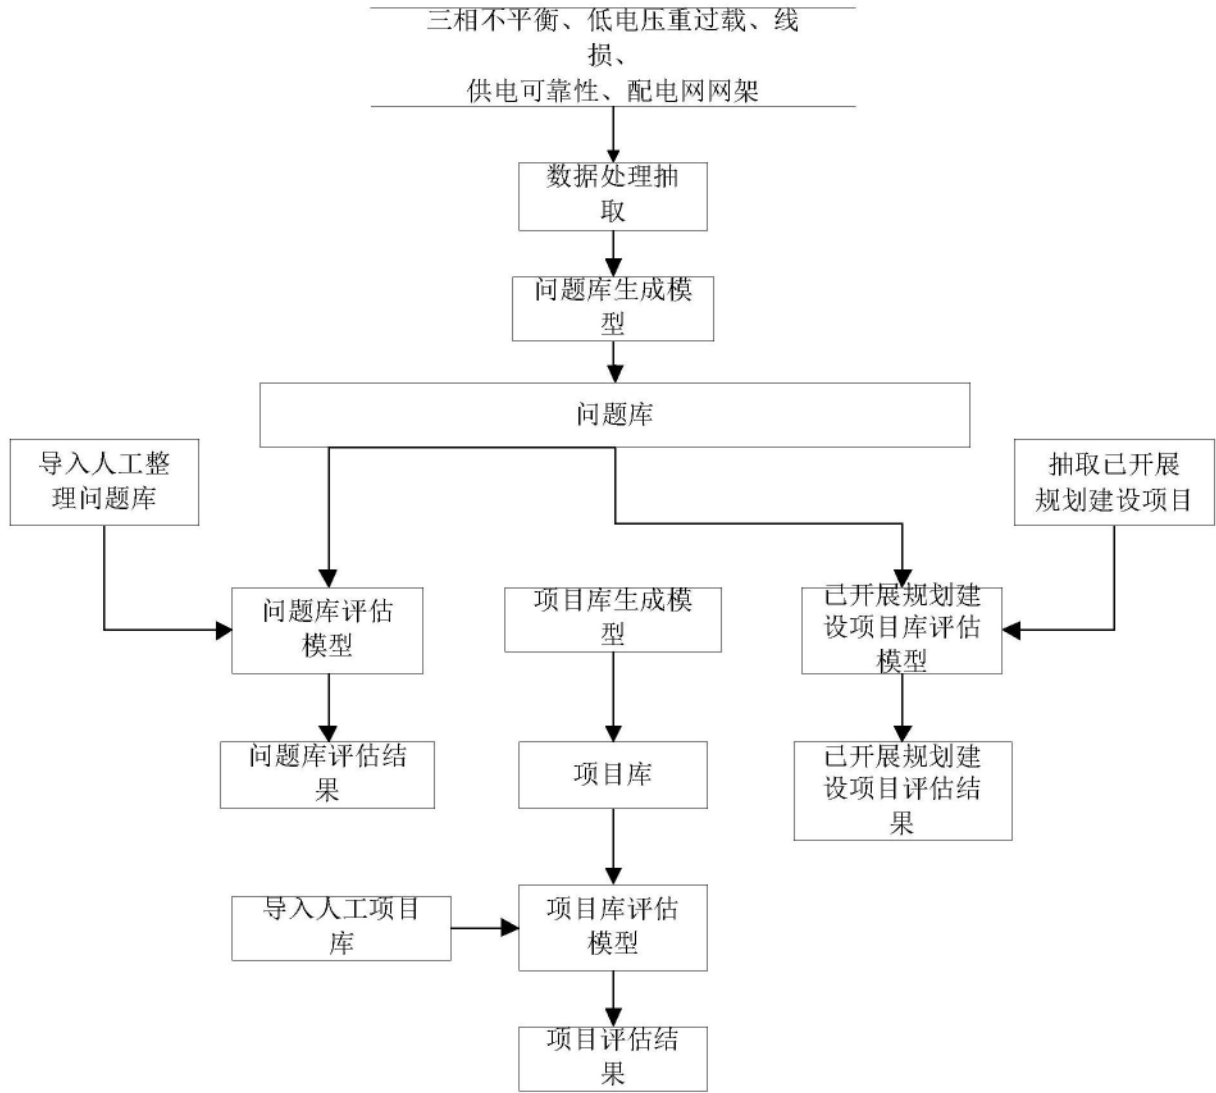 三相不平衡、低电压重过载、线
损、
供电可靠性、配电网网架
数据处理抽
取
问题库生成模
型
问题库
导入人工整
理问题库
抽取已开展
规划建设项目
问题库评估
模型
项目库生成模
型
已开展规划建
设项目库评估
模型
问题库评估结
果
项目库
已开展规划建
设项目评估结
果
导入人工项目
库
项目库评估
模型
项目评估结
果